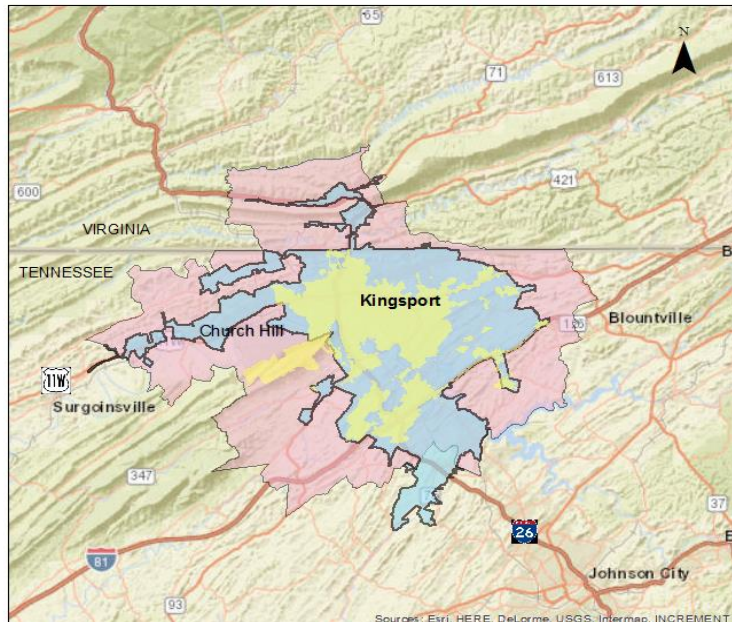 65
N
71
613
600
421
VIRGINIA
TENNESSEE
Kingsport
Church Hill
126
Blountville
11W
Surgoinsville
347
37
26
81
Johnson City
93
Sources: Esri, HERE, DeLorme, USGS, Intermap, INCREMENT